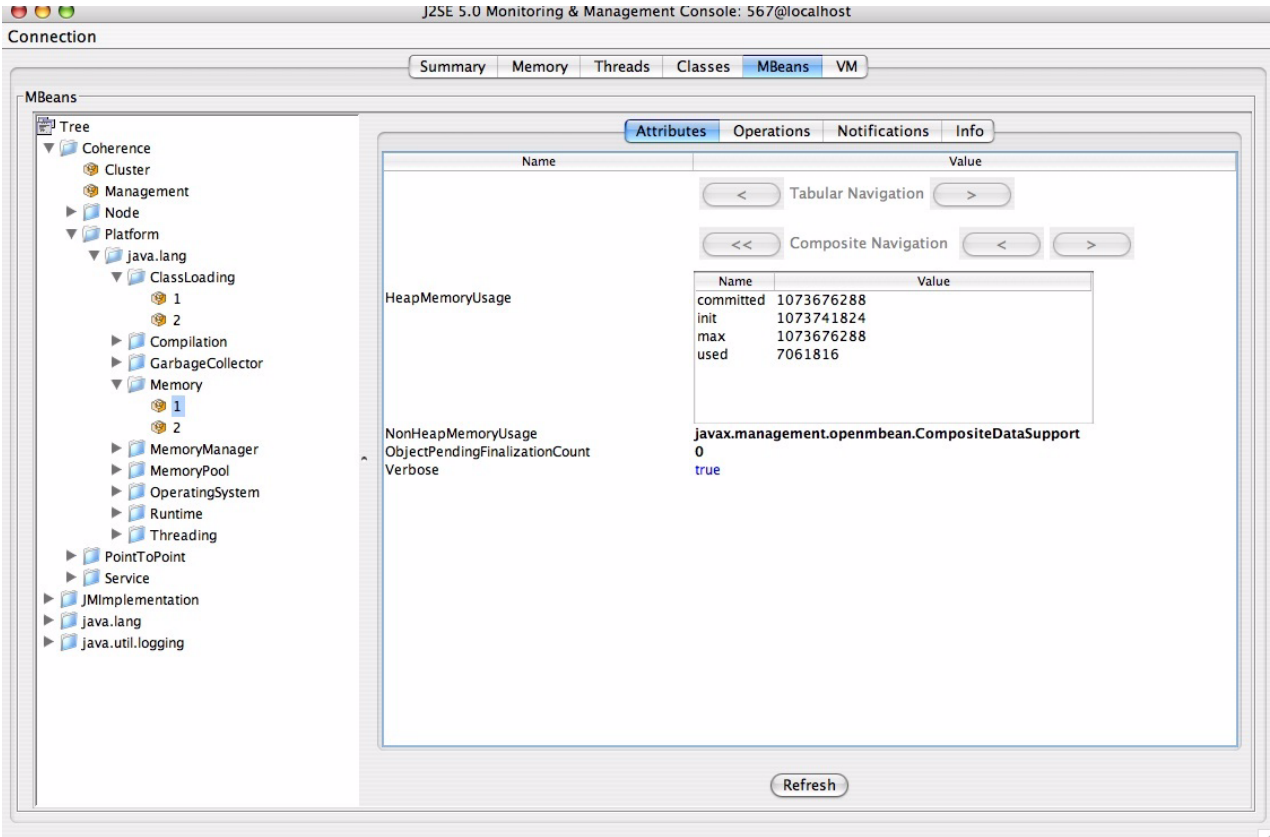 J2SE 5.0 Monitoring & Management Console: 567@localhost
Connection
Summary Memory Threads Classes MBeans VM
MBeans
Tree
Coherence
Cluster
Management
Node
Platform
java.lang
ClassLoading
1
2
Compilation
GarbageCollector
Memory
1
2
MemoryManager
MemoryPool
OperatingSystem
Runtime
Threading
PointToPoint
Service
JMImplementation
java.lang
java.util.logging
Attributes Operations Notifications Info
Name Value
< Tabular Navigation >
<< Composite Navigation < >
HeapMemoryUsage
Name Value
committed 1073676288
init 1073741824
max 1073676288
used 7061816
NonHeapMemoryUsage javax.management.openmbean.CompositeDataSupport
ObjectPendingFinalizationCount 0
Verbose true
Refresh